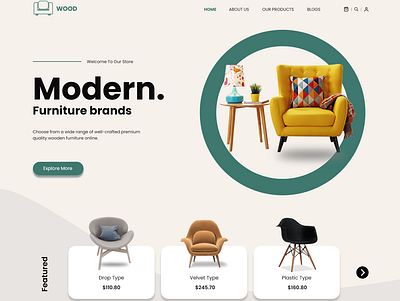 WOOD
HOME
ABOUT US
OUR PRODUCTS
BLOGS
Welcome To Our Store
Modern.
Furniture brands
Choose from a wide range of well-crafted premium
quality wooden furniture online.
Explore More
Featured
Drop Type
$110.80
Velvet Type
$245.70
Plastic Type
$160.80